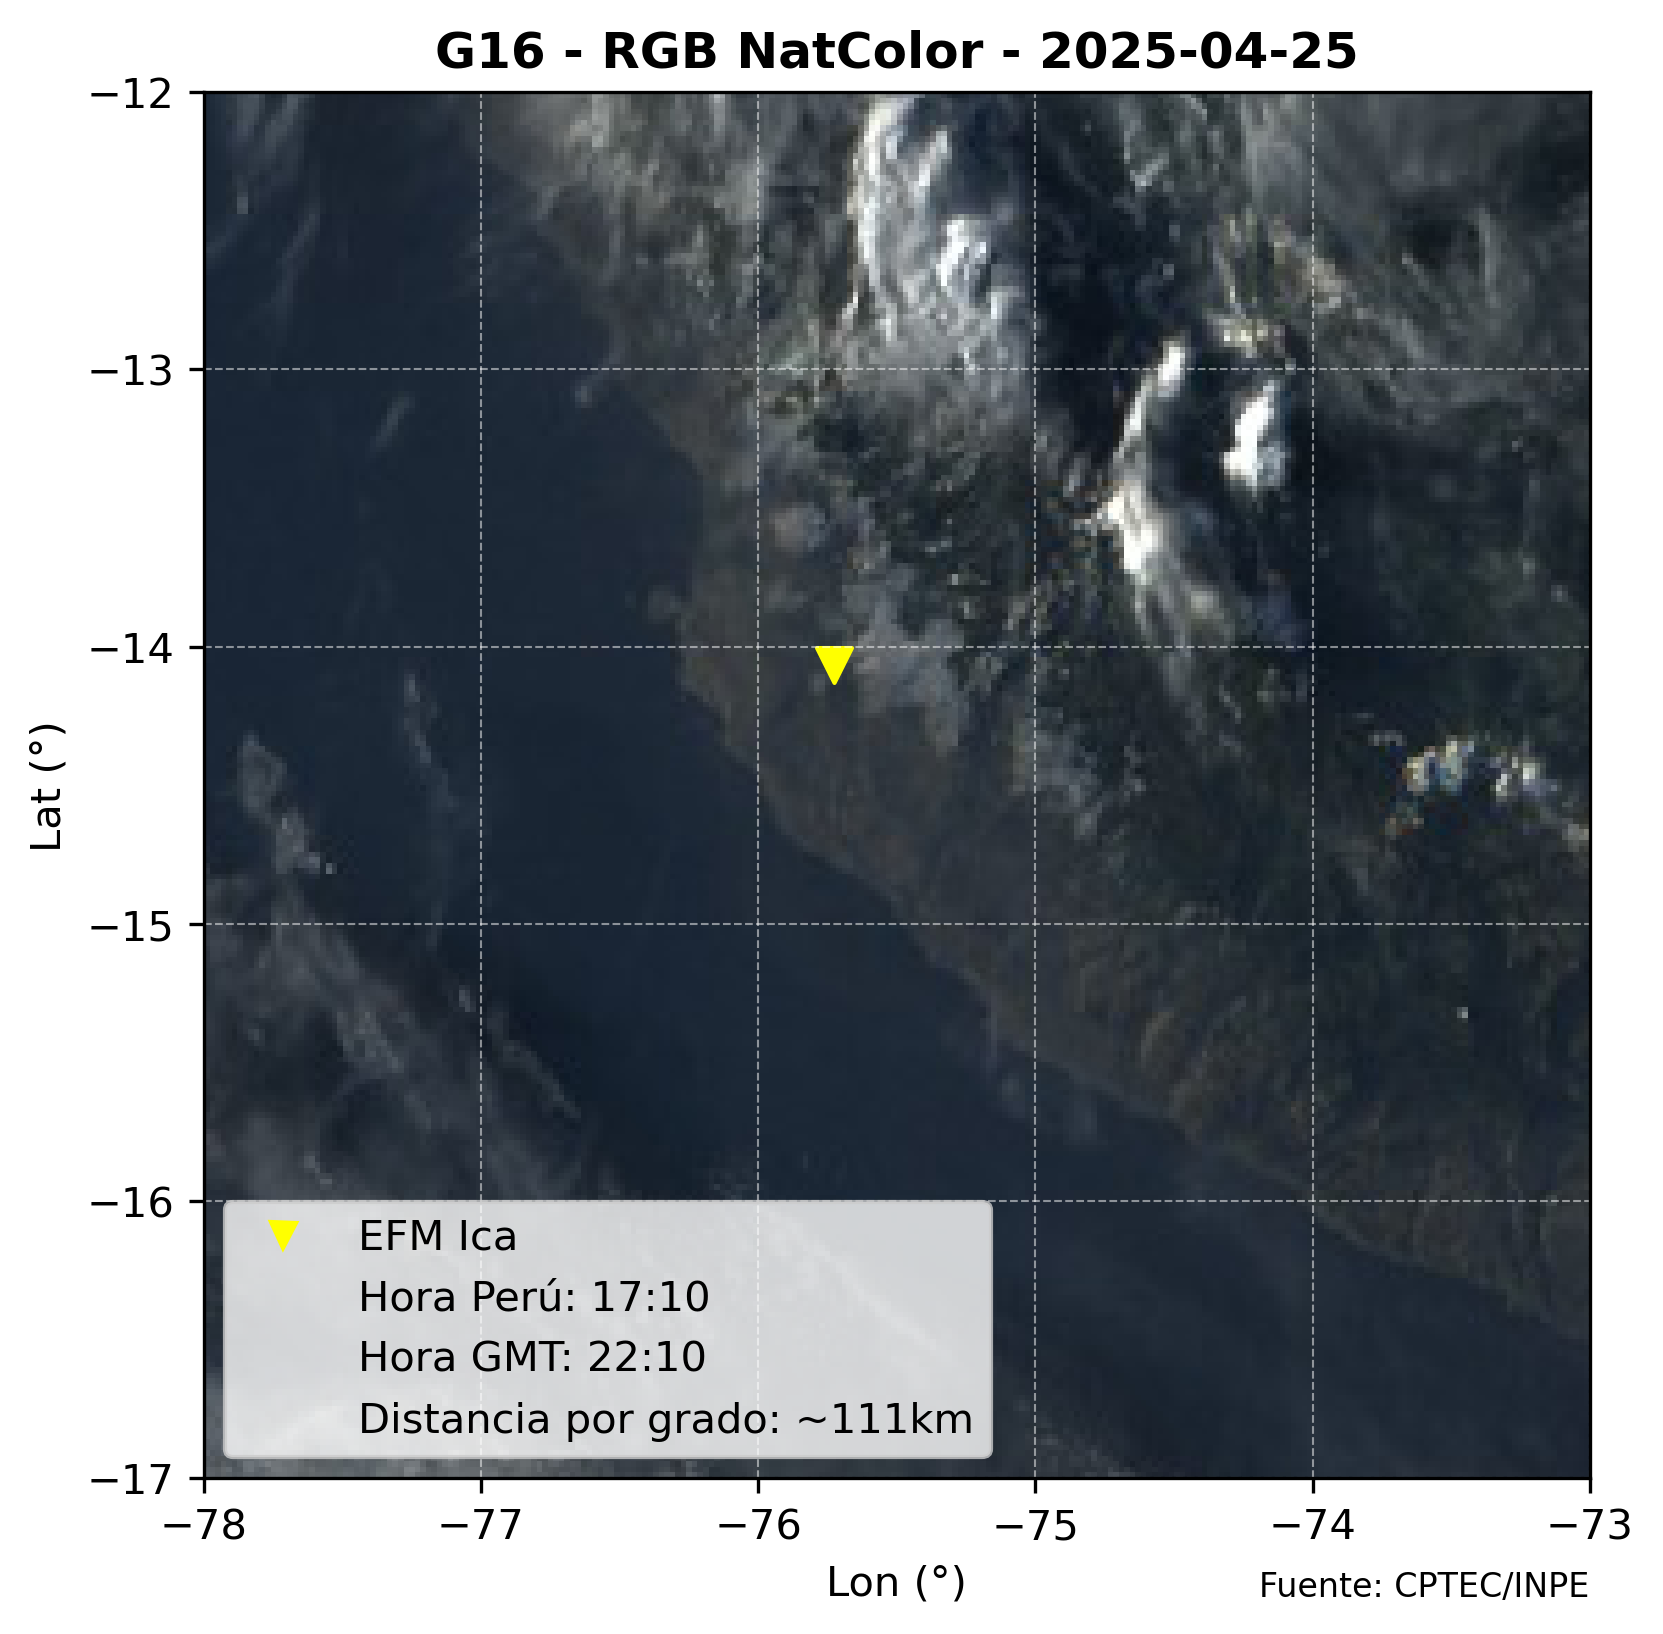 G16 - RGB NatColor - 2025-04-25
−12
−13
−14
−15
−16
−17
Lat (°)
EFM Ica
Hora Perú: 17:10
Hora GMT: 22:10
Distancia por grado: ~111km
−78 −77 −76 −75 −74 −73
Lon (°)
Fuente: CPTEC/INPE